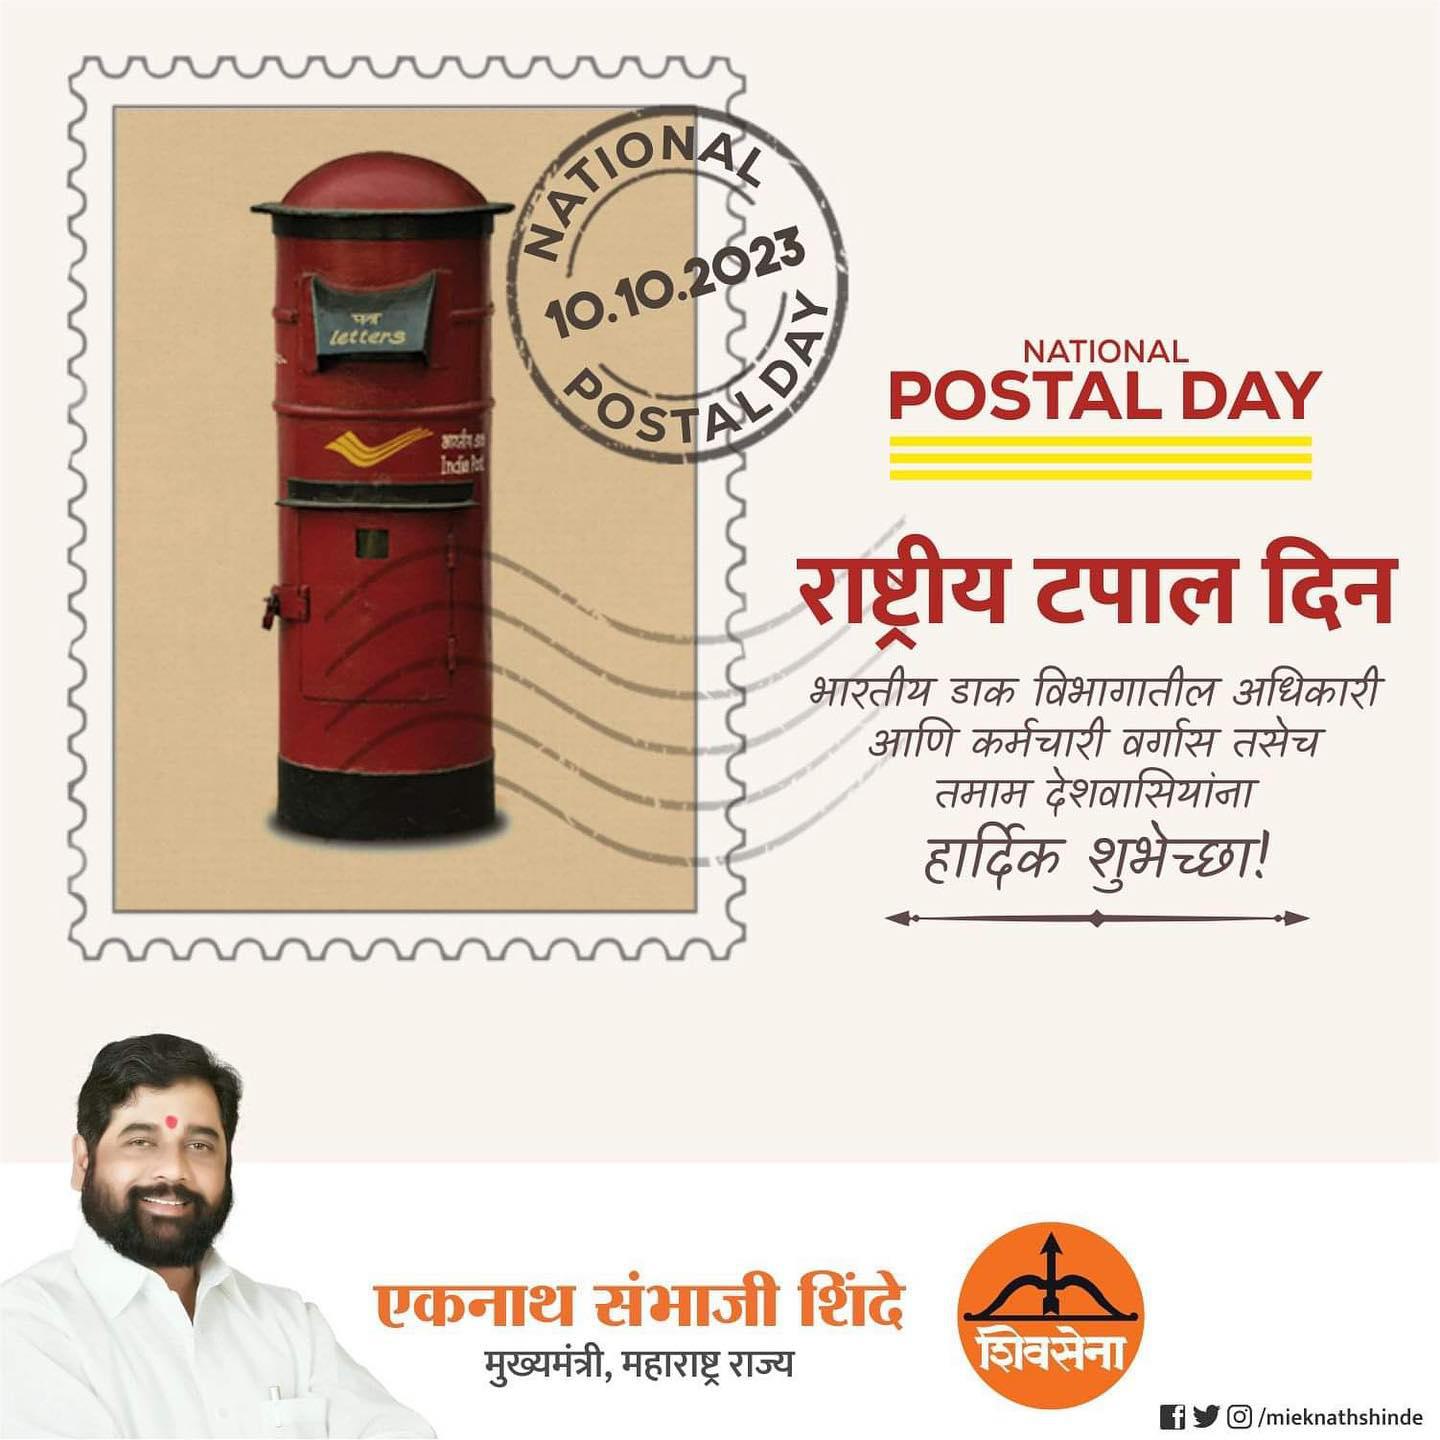 NATIONAL
10.10.2023
POSTAL DAY
पत्र
letters
India Post
NATIONAL
POSTAL DAY
राष्ट्रीय टपाल दिन
भारतीय डाक विभागातील अधिकारी
आणि कर्मचारी वर्गास तसेच
तमाम देशवासियांना
हार्दिक शुभेच्छा!
एकनाथ संभाजी शिंदे
मुख्यमंत्री, महाराष्ट्र राज्य
शिवसेना
/mieknathshinde